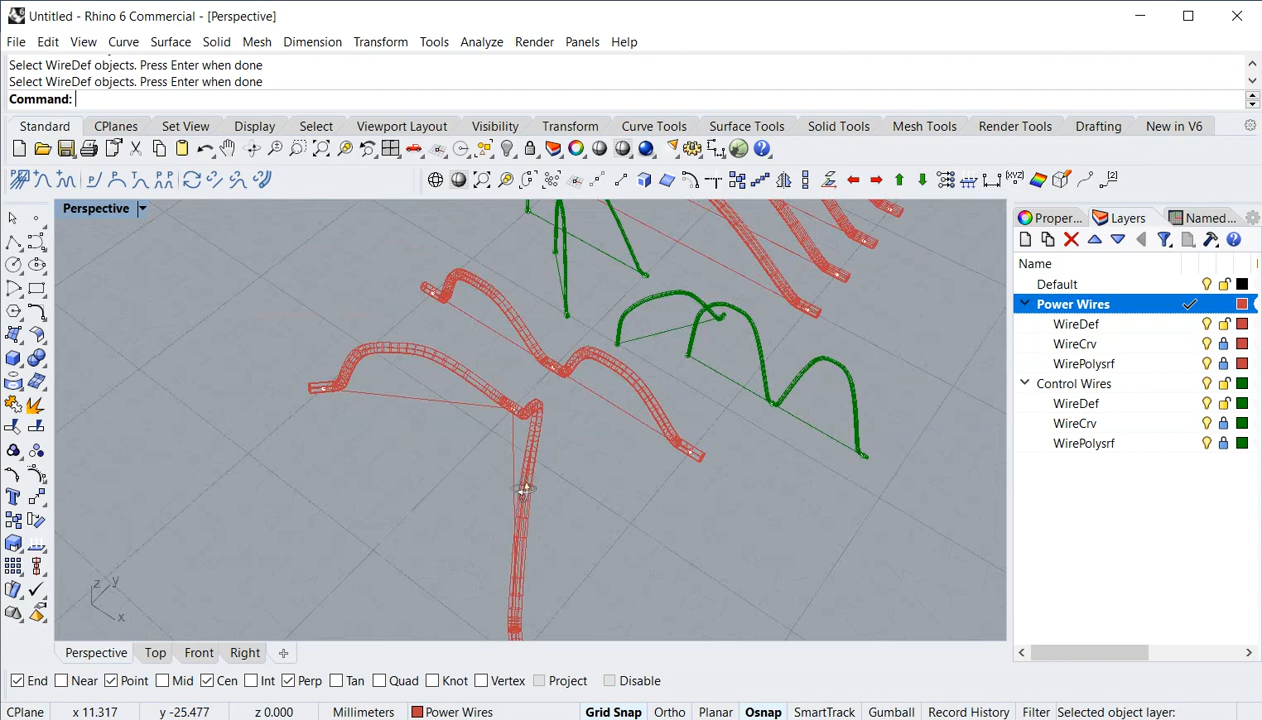 Untitled - Rhino 6 Commercial - [Perspective]
File Edit View Curve Surface Solid Mesh Dimension Transform Tools Analyze Render Panels Help
Select WireDef objects. Press Enter when done
Select WireDef objects. Press Enter when done
Command:
Standard CPlanes Set View Display Select Viewport Layout Visibility Transform Curve Tools Surface Tools Solid Tools Mesh Tools Render Tools Drafting New in V6
Perspective
Proper... Layers Named...
Name
Default
Power Wires
WireDef
WireCrv
WirePolysrf
Control Wires
WireDef
WireCrv
WirePolysrf
z y
x
Perspective Top Front Right
End Near Point Mid Cen Int Perp Tan Quad Knot Vertex Project Disable
CPlane x 11.317 y -25.477 z 0.000 Millimeters Power Wires Grid Snap Ortho Planar Osnap SmartTrack Gumball Record History Filter Selected object layer: